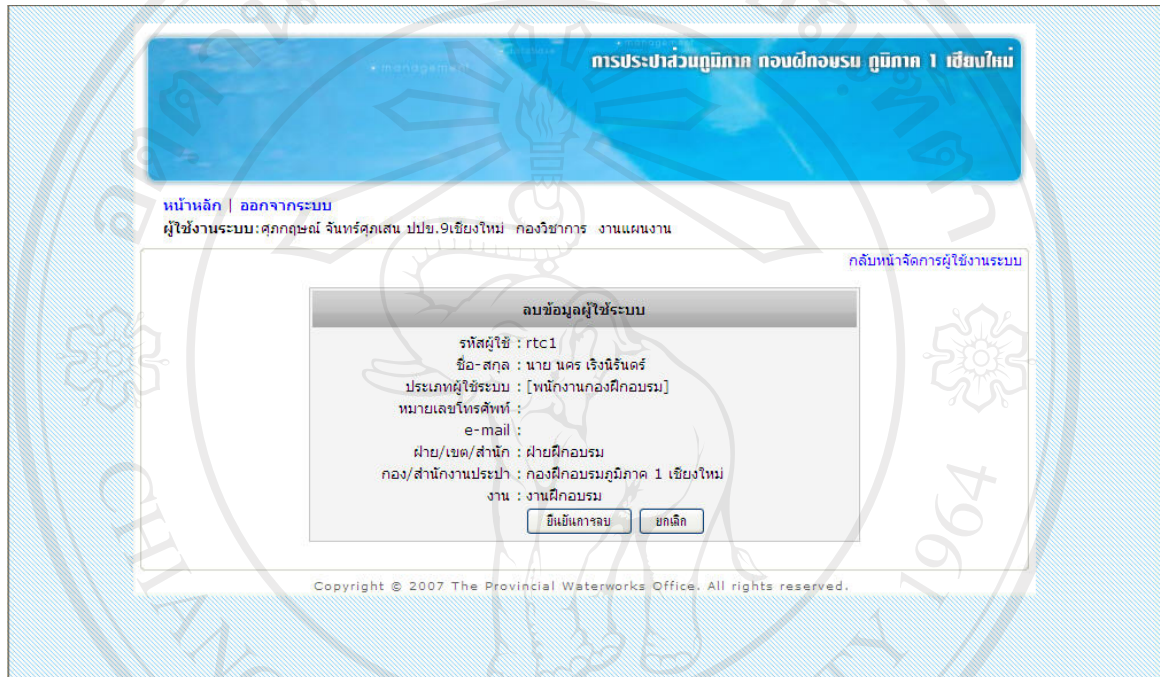 การประปาส่วนภูมิภาค กองฝึกอบรม ภูมิภาค 1 เชียงใหม่
management
หน้าหลัก | ออกจากระบบ
ผู้ใช้งานระบบ:ศุภกฤษณ์ จันทร์ศุภเสน ปปข.9เชียงใหม่ กองวิชาการ งานแผนงาน
กลับหน้าจัดการผู้ใช้งานระบบ
ลบข้อมูลผู้ใช้ระบบ
รหัสผู้ใช้ : rtc1
ชื่อ-สกุล : นาย นคร เริงนิรันดร์
ประเภทผู้ใช้ระบบ : [พนักงานกองฝึกอบรม]
หมายเลขโทรศัพท์ :
e-mail :
ฝ่าย/เขต/สำนัก : ฝ่ายฝึกอบรม
กอง/สำนักงานประปา : กองฝึกอบรมภูมิภาค 1 เชียงใหม่
งาน : งานฝึกอบรม
ยืนยันการลบ ยกเลิก
Copyright © 2007 The Provincial Waterworks Office. All rights reserved.